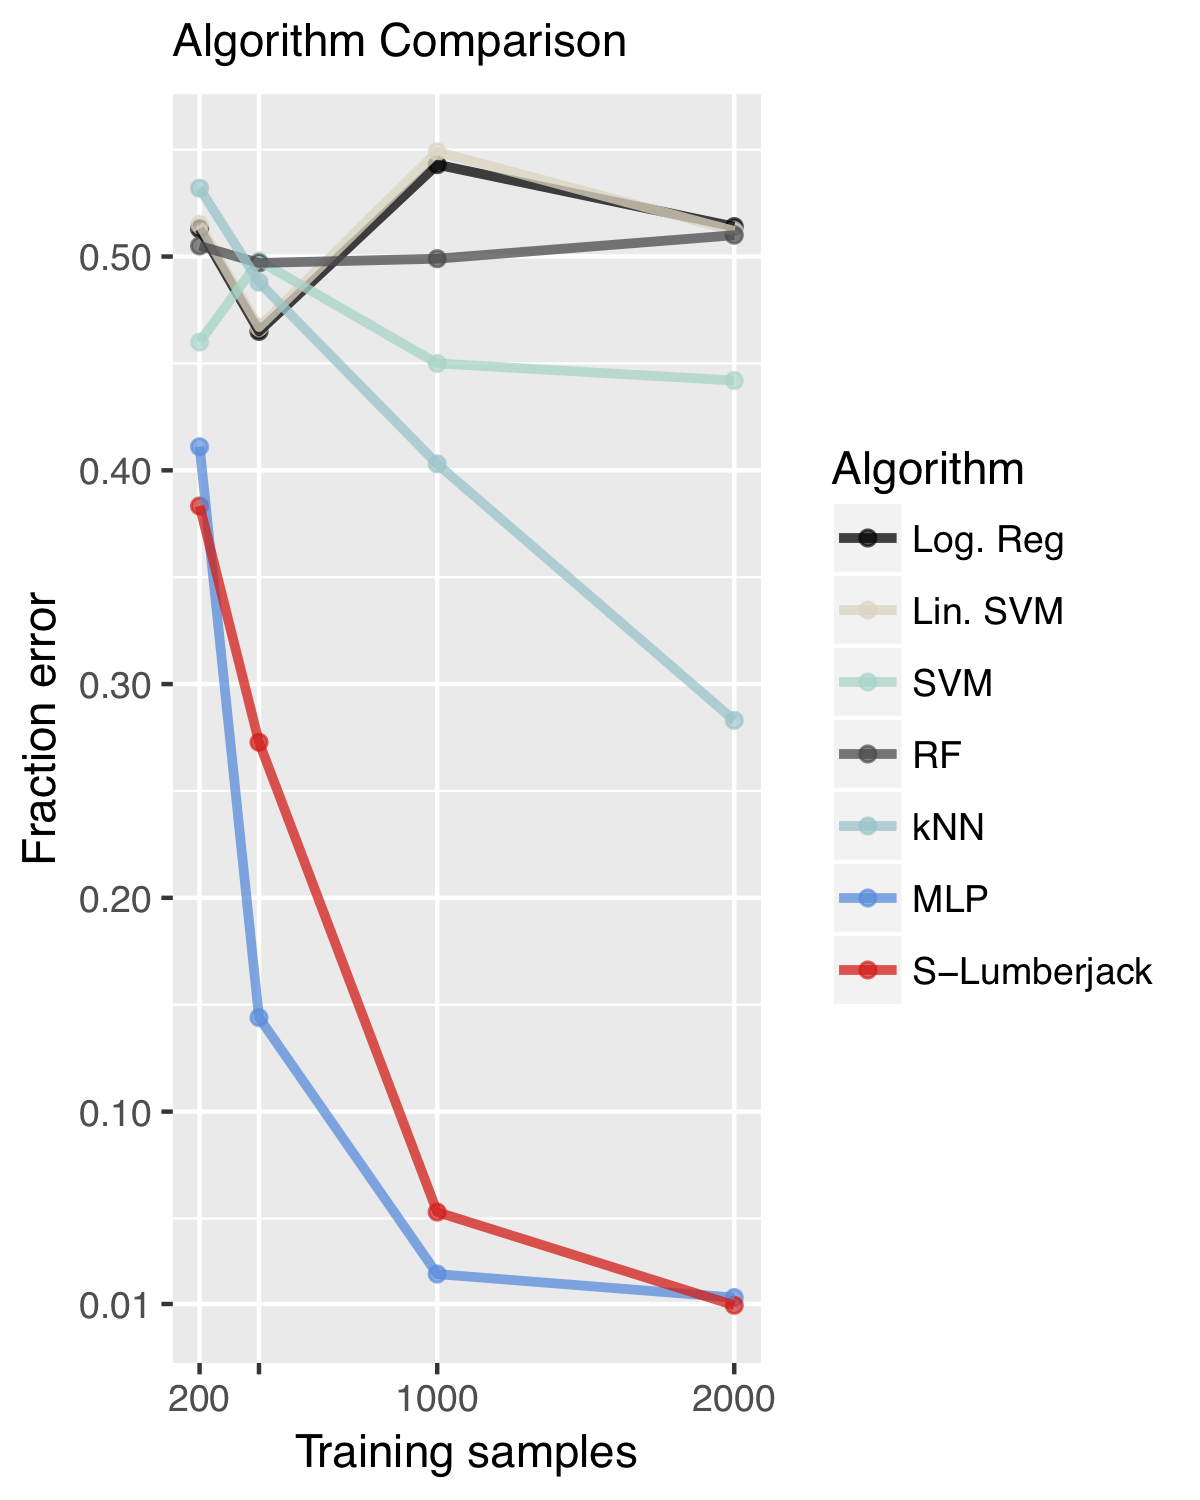 Algorithm Comparison
0.50
0.40
0.30
0.20
0.10
0.01
Fraction error
200
1000
2000
Training samples
Algorithm
Log. Reg
Lin. SVM
SVM
RF
kNN
MLP
S−Lumberjack